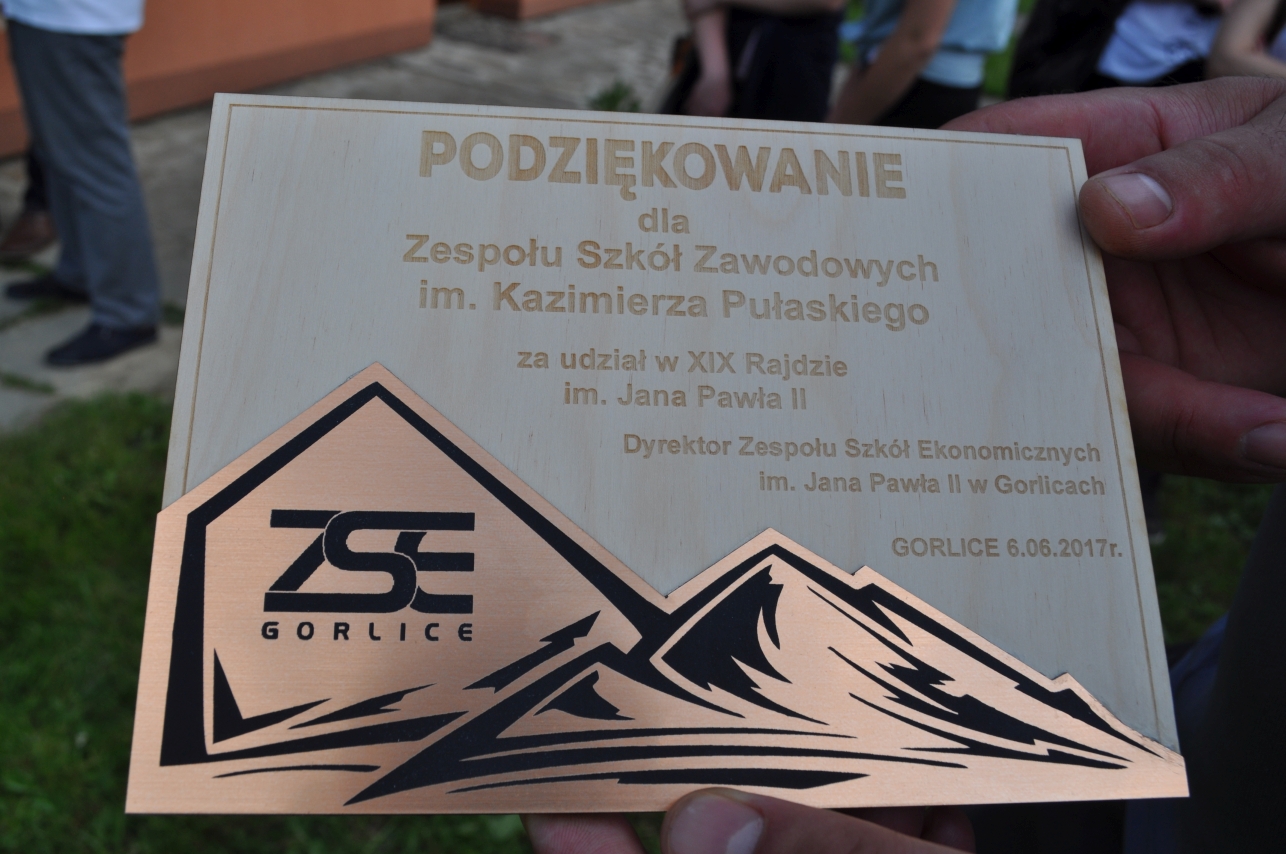 PODZIĘKOWANIE
dla
Zespołu Szkół Zawodowych
im. Kazimierza Pułaskiego
za udział w XIX Rajdzie
im. Jana Pawła II
Dyrektor Zespołu Szkół Ekonomicznych
im. Jana Pawła II w Gorlicach
GORLICE 6.06.2017r.
ZSE
GORLICE